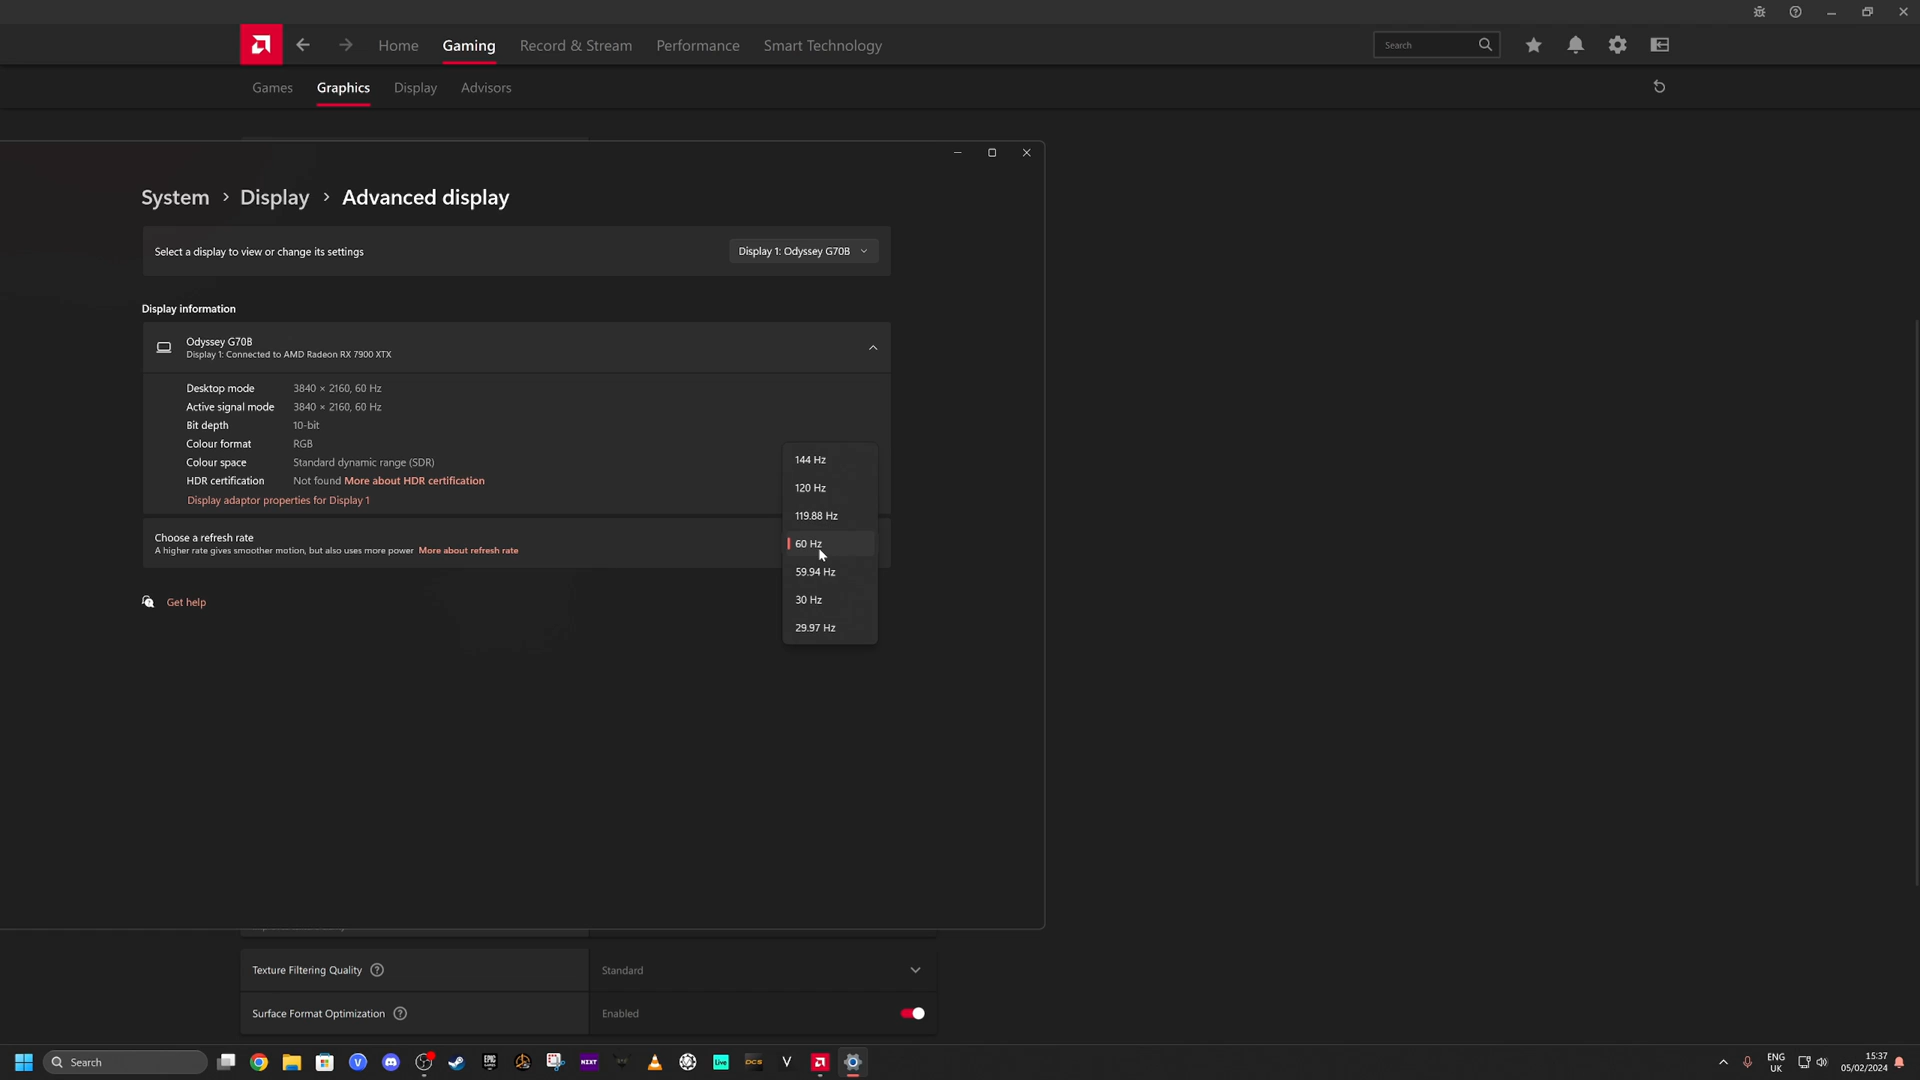 Home
Gaming
Record & Stream
Performance
Smart Technology
Search
Games
Graphics
Display
Advisors
System › Display › Advanced display
Select a display to view or change its settings
Display 1: Odyssey G70B
Display information
Odyssey G70B
Display 1: Connected to AMD Radeon RX 7900 XTX
Desktop mode 3840 × 2160, 60 Hz
Active signal mode 3840 × 2160, 60 Hz
Bit depth 10-bit
Colour format RGB
Colour space Standard dynamic range (SDR)
HDR certification Not found More about HDR certification
Display adaptor properties for Display 1
144 Hz
120 Hz
119.88 Hz
60 Hz
59.94 Hz
30 Hz
29.97 Hz
Choose a refresh rate
A higher rate gives smoother motion, but also uses more power More about refresh rate
Get help
Texture Filtering Quality
Standard
Surface Format Optimization
Enabled
Search
EPIC
NZXT
Live
DCS
V
ENG
UK
15:37
05/02/2024